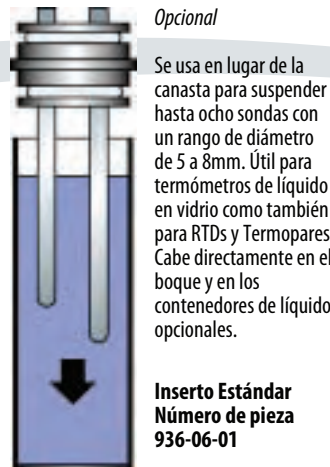 Opcional
Se usa en lugar de la
canasta para suspender
hasta ocho sondas con
un rango de diámetro
de 5 a 8mm. Útil para
termómetros de líquido
en vidrio como también
para RTDs y Termopares
Cabe directamente en el
boque y en los
contenedores de líquido
opcionales.
Inserto Estándar
Número de pieza
936-06-01